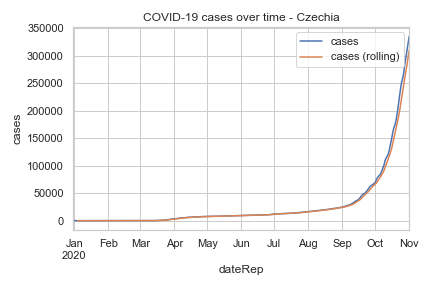 COVID-19 cases over time - Czechia
cases
cases (rolling)
350000
300000
250000
200000
150000
100000
50000
0
cases
Jan Feb Mar Apr May Jun Jul Aug Sep Oct Nov
2020
dateRep